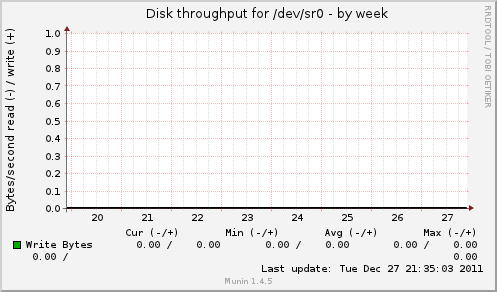 Disk throughput for /dev/sr0 - by week
RRDTOOL / TOBI OETIKER
Bytes/second read (-) / write (+)
1.0
0.9
0.8
0.7
0.6
0.5
0.4
0.3
0.2
0.1
0.0
20 21 22 23 24 25 26 27
Cur (-/+) Min (-/+) Avg (-/+) Max (-/+)
Write Bytes 0.00 / 0.00 0.00 / 0.00 0.00 / 0.00
0.00 / 0.00
Last update: Tue Dec 27 21:35:03 2011
Munin 1.4.5